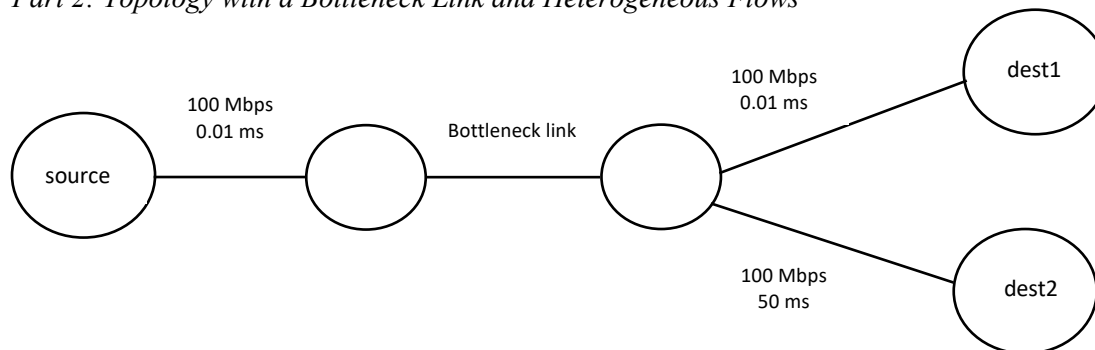 Part 2: Topology with a Bottleneck Link and Heterogeneous Flows
100 Mbps
0.01 ms
source
Bottleneck link
100 Mbps
0.01 ms
dest1
100 Mbps
50 ms
dest2